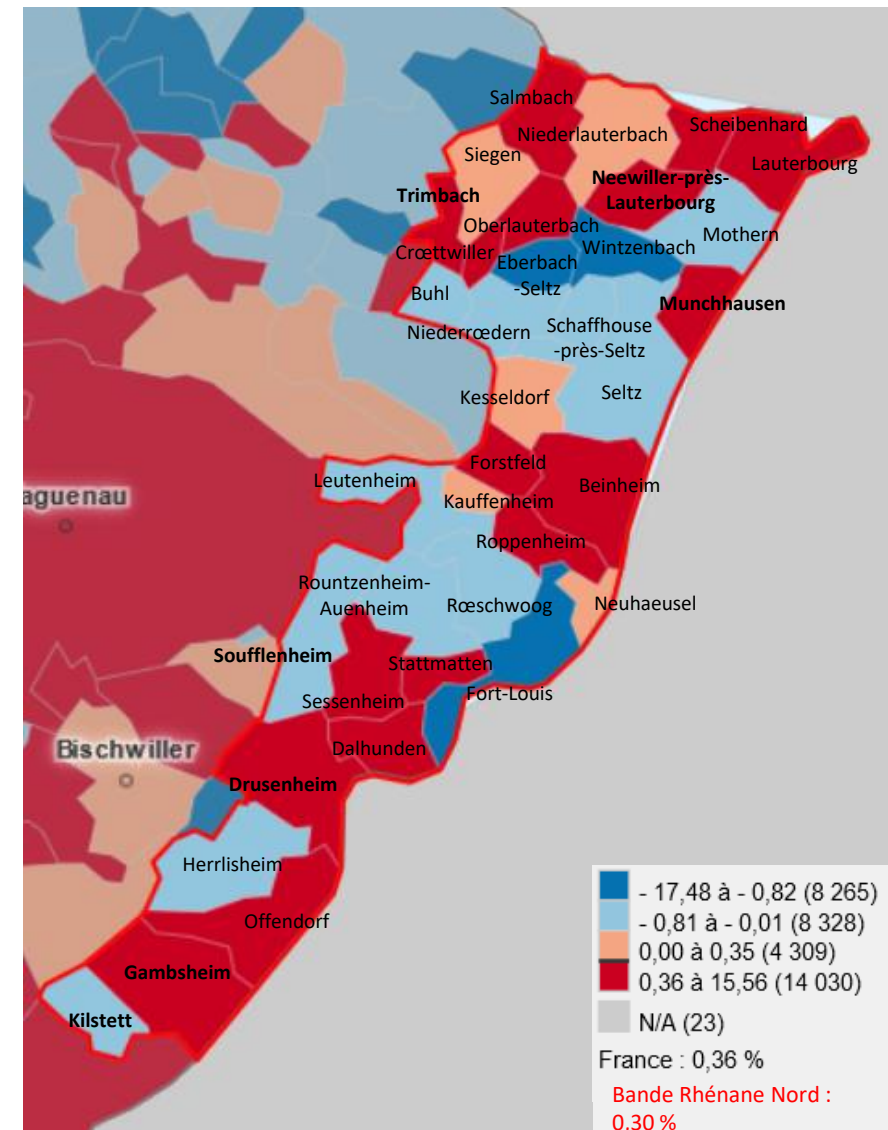 Salmbach
Niederlauterbach
Scheibenhard
Siegen
Lauterbourg
Trimbach
Neewiller-près-
Lauterbourg
Oberlauterbach
Mothern
Crœttwiller
Eberbach
-Seltz
Wintzenbach
Buhl
Munchhausen
Niederrœdern
Schaffhouse
-près-Seltz
Kesseldorf
Seltz
Forstfeld
Leutenheim
Beinheim
aguenau
Kauffenheim
Roppenheim
Rountzenheim-
Auenheim
Rœschwoog
Neuhaeusel
Soufflenheim
Stattmatten
Sessenheim
Fort-Louis
Bischwiller
Dalhunden
Drusenheim
Herrlisheim
Offendorf
Gambsheim
Kilstett
- 17,48 à - 0,82 (8 265)
- 0,81 à - 0,01 (8 328)
0,00 à 0,35 (4 309)
0,36 à 15,56 (14 030)
N/A (23)
France : 0,36 %
Bande Rhénane Nord :
0.30 %